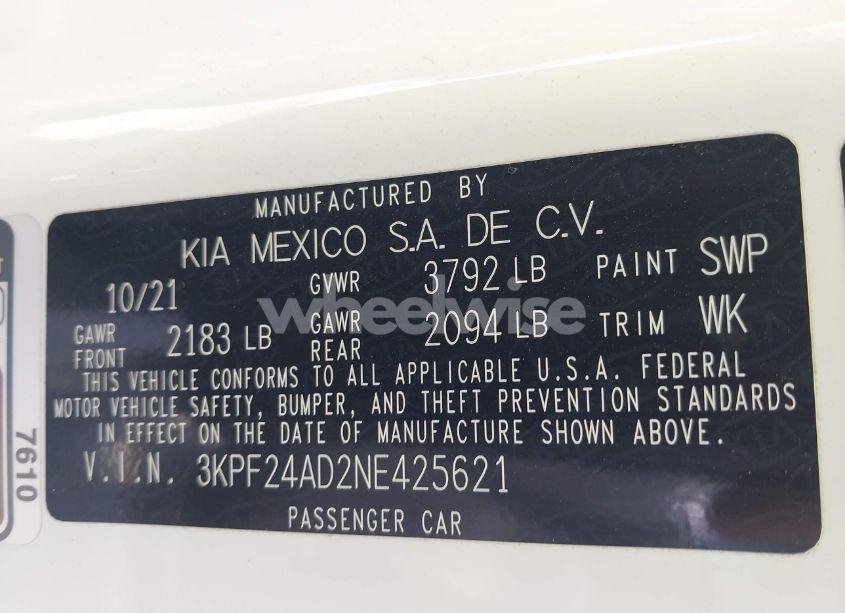 MANUFACTURED BY
KIA MEXICO S.A. DE C.V.
10/21 GVWR 3792 LB PAINT SWP
GAWR FRONT 2183 LB GAWR REAR 2094 LB TRIM WK
THIS VEHICLE CONFORMS TO ALL APPLICABLE U.S.A. FEDERAL
MOTOR VEHICLE SAFETY, BUMPER, AND THEFT PREVENTION STANDARDS
IN EFFECT ON THE DATE OF MANUFACTURE SHOWN ABOVE.
V.I.N. 3KPF24AD2NE425621
PASSENGER CAR
7610
wheelwise